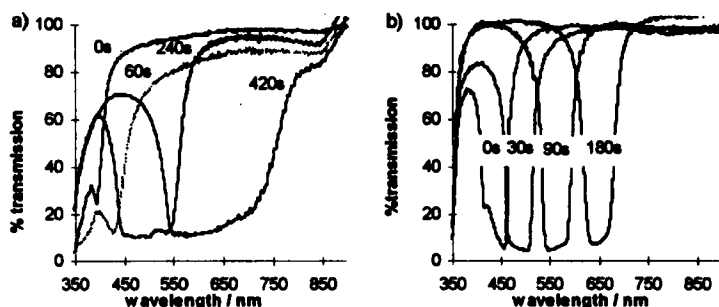 a)
% transmission
100
80
60
40
20
0
0s
240s
60s
420s
350 450 550 650 750 850
wavelength / nm
b)
%transmission
100
80
60
40
20
0
0s 30s 90s 180s
350 450 550 650 750 850
wavelength / nm